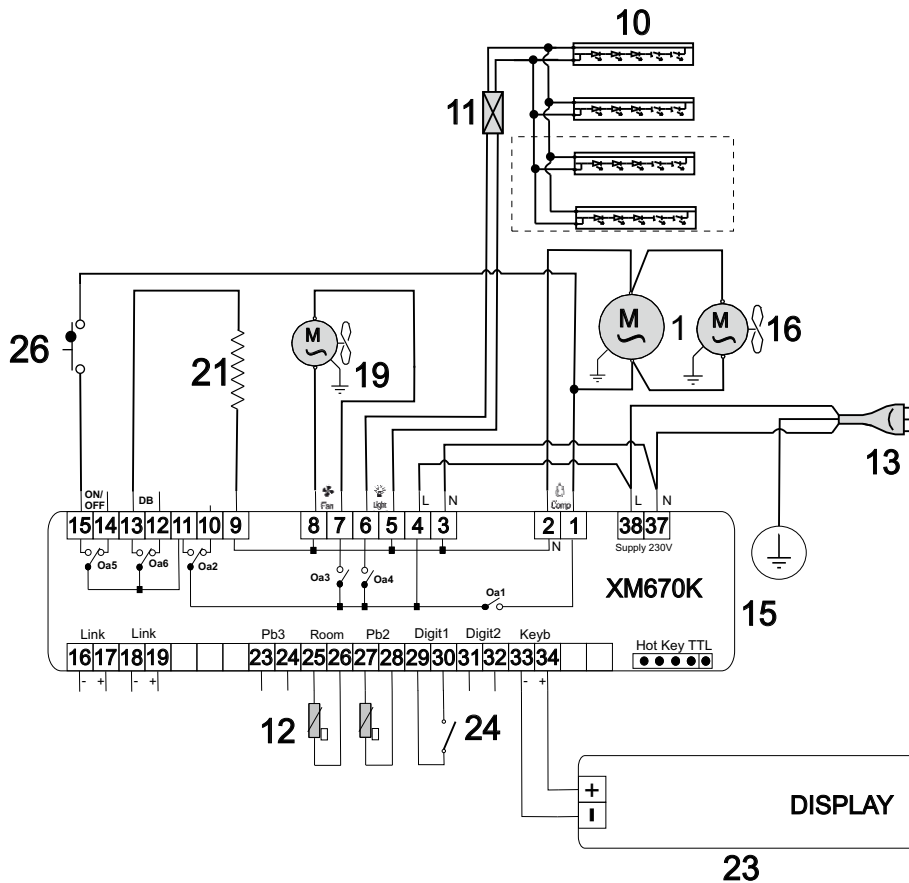 10
11
M
1
M
16
26
21
M
19
13
ON/
OFF
DB
Fan
Light
L
N
Comp
L
N
15 14 13 12 11 10 9
8 7 6 5 4 3
2 1
38 37
N
Supply 230V
Oa5
Oa6
Oa2
Oa3
Oa4
Oa1
XM670K
15
Link
Link
Pb3
Room
Pb2
Digit1
Digit2
Keyb
Hot Key TTL
16 17 18 19
23 24 25 26 27 28 29 30 31 32 33 34
- + - +
- +
12
24
+
-
DISPLAY
23